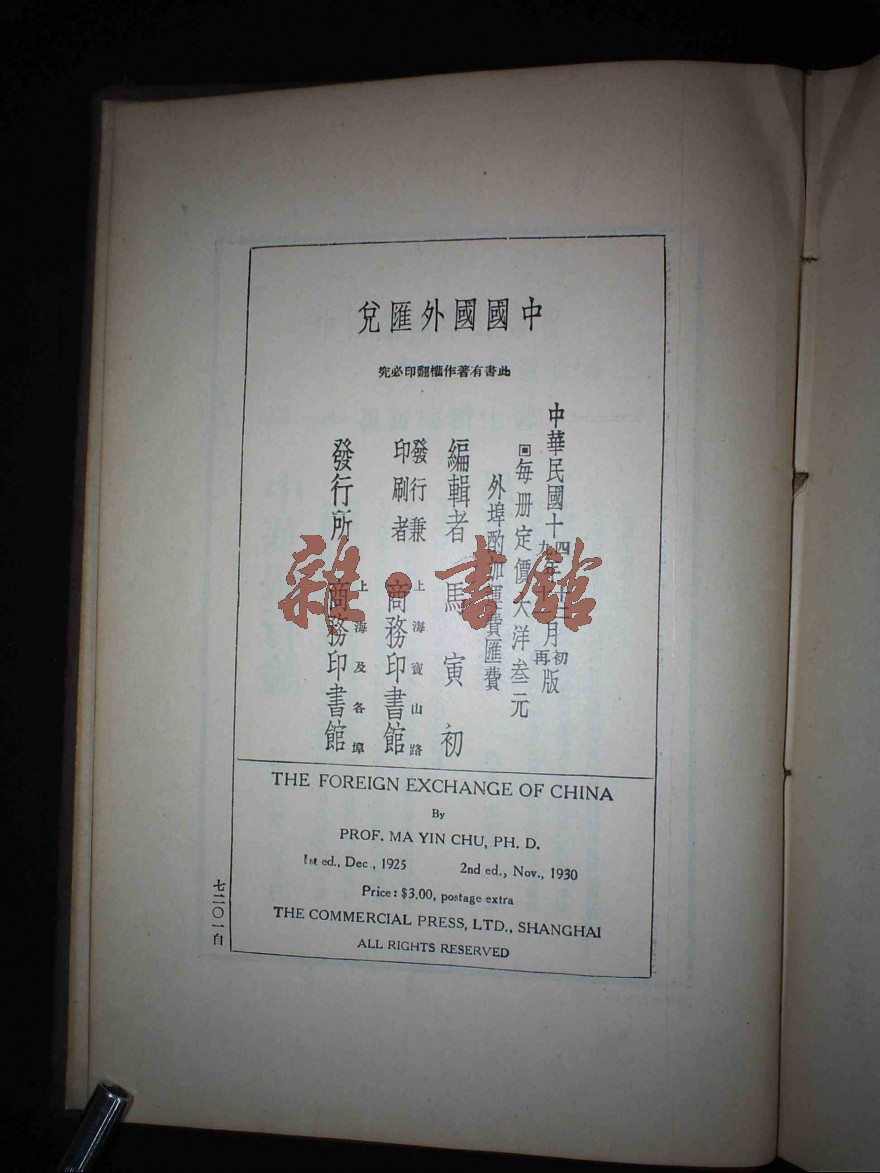 中國國外匯兌
此書有著作權翻印必究
中華民國十四年十二月初版
九年十一月再版
▣每册定價大洋叁元
外埠酌加運費匯費
編輯者 馬寅初
發行兼印刷者 上海寶山路 商務印書館
發行所 上海及各埠 商務印書館
THE FOREIGN EXCHANGE OF CHINA
By
PROF. MA YIN CHU, PH. D.
1st ed., Dec., 1925 2nd ed., Nov., 1930
Price: $3.00, postage extra
THE COMMERCIAL PRESS, LTD., SHANGHAI
ALL RIGHTS RESERVED
七二〇一自
雜·書館